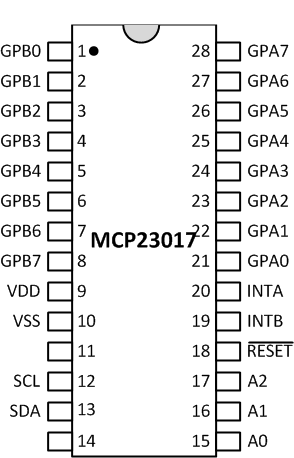 GPB0 1 28 GPA7
GPB1 2 27 GPA6
GPB2 3 26 GPA5
GPB3 4 25 GPA4
GPB4 5 24 GPA3
GPB5 6 23 GPA2
GPB6 7 22 GPA1
MCP23017
GPB7 8 21 GPA0
VDD 9 20 INTA
VSS 10 19 INTB
11 18 RESET
SCL 12 17 A2
SDA 13 16 A1
14 15 A0